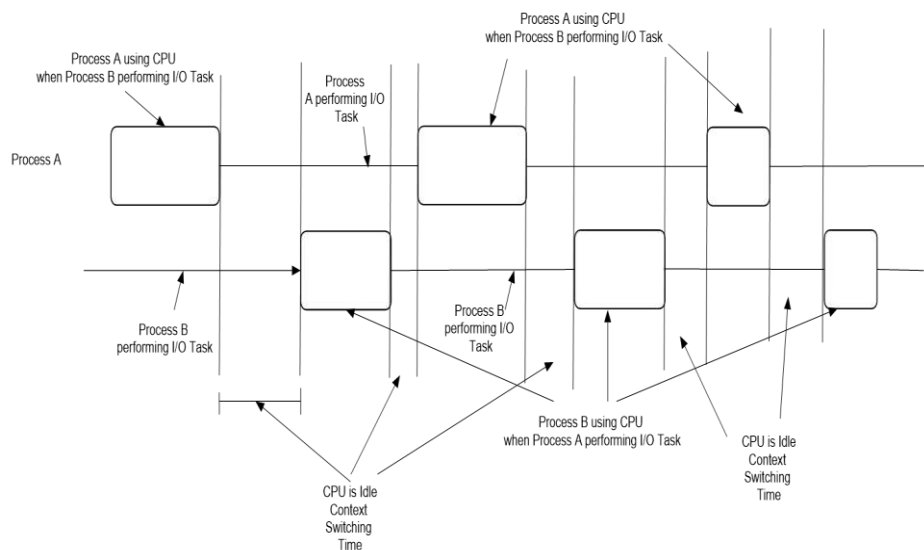 Process A using CPU
when Process B performing I/O Task
Process A using CPU
when Process B performing I/O Task
Process
A performing I/O
Task
Process A
Process B
performing I/O Task
Process B
performing I/O
Task
Process B using CPU
when Process A performing I/O Task
CPU is Idle
Context
Switching
Time
CPU is Idle
Context
Switching
Time